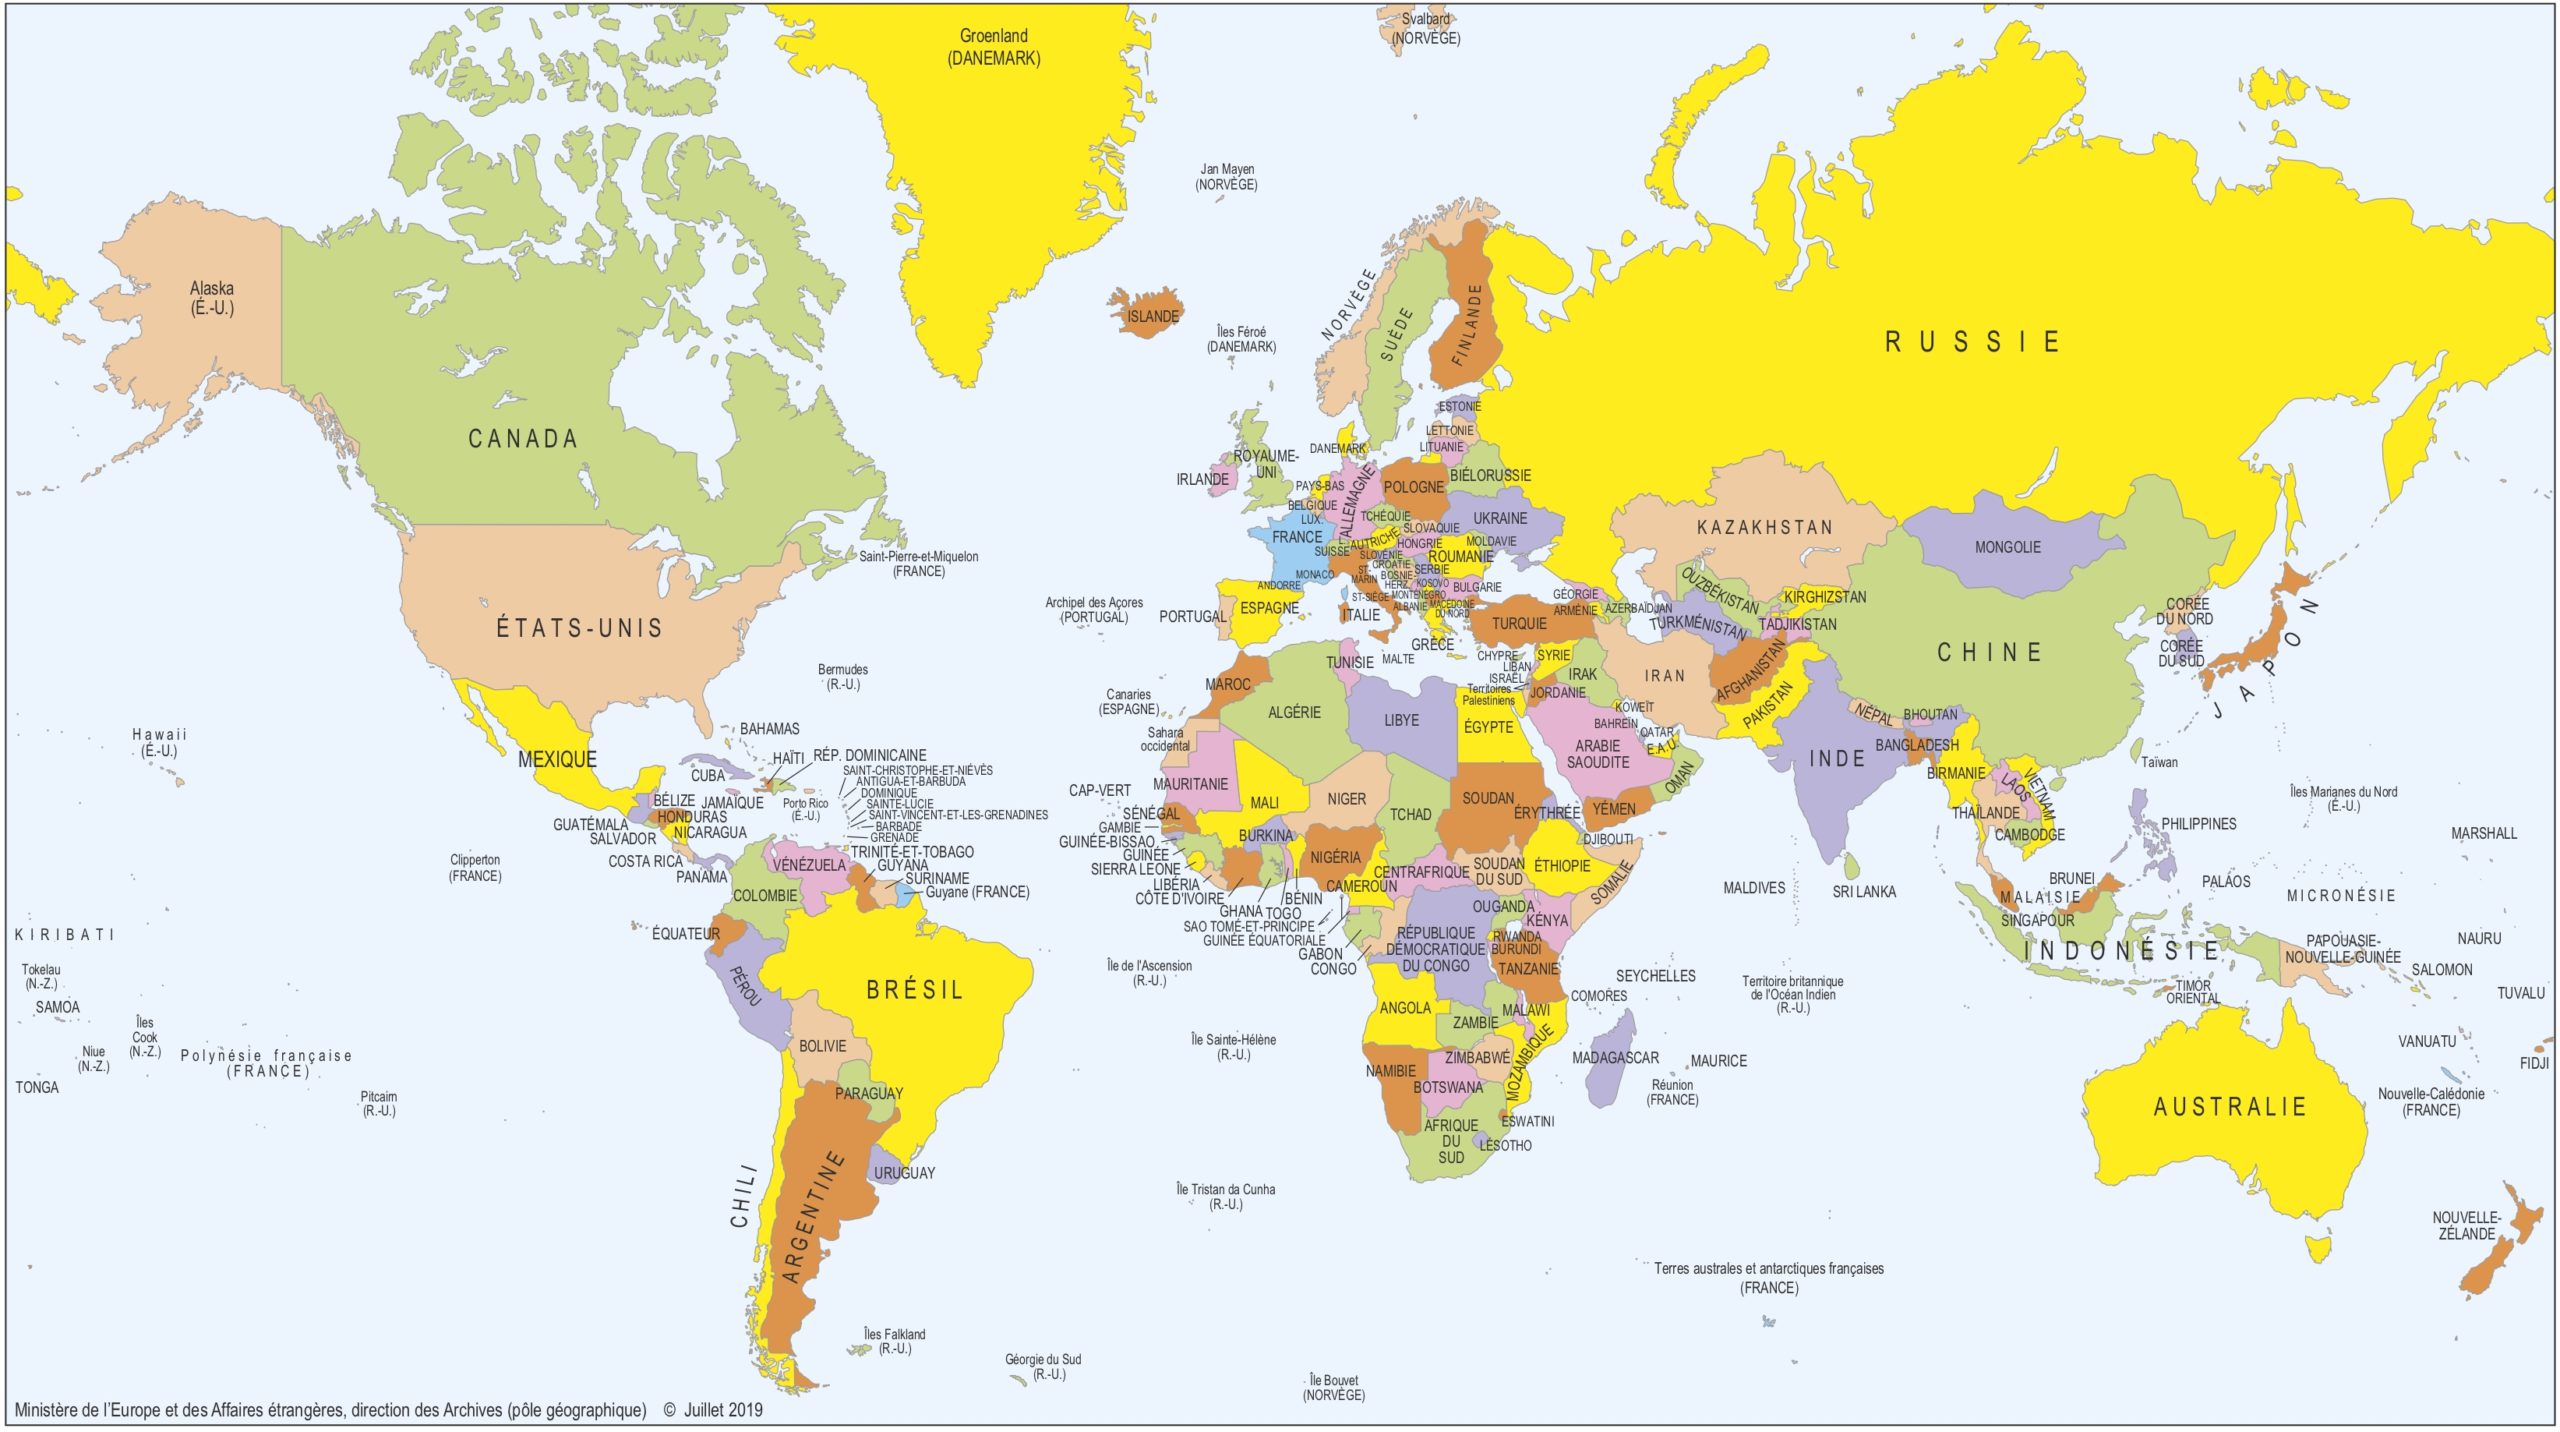 Groenland
(DANEMARK)
Svalbard
(NORVÈGE)
Jan Mayen
(NORVÈGE)
Alaska
(É.-U.)
ISLANDE
Îles Féroé
(DANEMARK)
NORVÈGE
SUÈDE
FINLANDE
RUSSIE
CANADA
ESTONIE
LETTONIE
LITUANIE
DANEMARK
ROYAUME-
UNI
IRLANDE
PAYS-BAS
BELGIQUE
LUX.
ALLEMAGNE
POLOGNE
BIÉLORUSSIE
TCHÉQUIE
SLOVAQUIE
UKRAINE
FRANCE
SUISSE
AUTRICHE
HONGRIE
MOLDAVIE
SLOVÉNIE
CROATIE
ROUMANIE
BOSNIE-
HERZ.
SERBIE
ST-
MARIN
MONACO
ANDORRE
KOSOVO
BULGARIE
ST-SIÈGE
MONTÉNÉGRO
ALBANIE
MACÉDOINE
DU NORD
PORTUGAL
ESPAGNE
ITALIE
GRÈCE
MALTE
TURQUIE
GÉORGIE
ARMÉNIE
AZERBAÏDJAN
KAZAKHSTAN
MONGOLIE
OUZBÉKISTAN
KIRGHIZSTAN
TURKMÉNISTAN
TADJIKISTAN
CHINE
CORÉE
DU NORD
CORÉE
DU SUD
JAPON
Saint-Pierre-et-Miquelon
(FRANCE)
ÉTATS-UNIS
Archipel des Açores
(PORTUGAL)
Bermudes
(R.-U.)
Canaries
(ESPAGNE)
MAROC
TUNISIE
ALGÉRIE
LIBYE
ÉGYPTE
CHYPRE
LIBAN
ISRAËL
Territoires
Palestiniens
SYRIE
IRAK
JORDANIE
IRAN
AFGHANISTAN
PAKISTAN
KOWEÏT
BAHREÏN
QATAR
E.A.U.
ARABIE
SAOUDITE
OMAN
YÉMEN
NÉPAL
BHOUTAN
INDE
BANGLADESH
BIRMANIE
LAOS
VIETNAM
THAÏLANDE
CAMBODGE
Taïwan
PHILIPPINES
Îles Marianes du Nord
(É.-U.)
MARSHALL
Hawaii
(É.-U.)
MEXIQUE
BAHAMAS
CUBA
HAÏTI
RÉP. DOMINICAINE
SAINT-CHRISTOPHE-ET-NIÉVÈS
ANTIGUA-ET-BARBUDA
DOMINIQUE
SAINTE-LUCIE
SAINT-VINCENT-ET-LES-GRENADINES
BARBADE
GRENADE
TRINITÉ-ET-TOBAGO
Porto Rico
(É.-U.)
BÉLIZE
JAMAÏQUE
HONDURAS
GUATÉMALA
SALVADOR
NICARAGUA
COSTA RICA
PANAMA
Clipperton
(FRANCE)
VÉNÉZUELA
GUYANA
SURINAME
Guyane (FRANCE)
COLOMBIE
ÉQUATEUR
PÉROU
BRÉSIL
BOLIVIE
PARAGUAY
CHILI
ARGENTINE
URUGUAY
Îles Falkland
(R.-U.)
Géorgie du Sud
(R.-U.)
Sahara
occidental
MAURITANIE
CAP-VERT
SÉNÉGAL
GAMBIE
GUINÉE-BISSAO
GUINÉE
SIERRA LEONE
LIBÉRIA
CÔTE D'IVOIRE
GHANA
TOGO
BÉNIN
BURKINA
MALI
NIGER
TCHAD
SOUDAN
ÉRYTHRÉE
DJIBOUTI
NIGÉRIA
CAMEROUN
CENTRAFRIQUE
SOUDAN
DU SUD
ÉTHIOPIE
SOMALIE
SAO TOMÉ-ET-PRINCIPE
GUINÉE ÉQUATORIALE
GABON
CONGO
RÉPUBLIQUE
DÉMOCRATIQUE
DU CONGO
OUGANDA
KÉNYA
RWANDA
BURUNDI
TANZANIE
SEYCHELLES
COMORES
ANGOLA
ZAMBIE
MALAWI
MOZAMBIQUE
ZIMBABWÉ
NAMIBIE
BOTSWANA
MADAGASCAR
MAURICE
Réunion
(FRANCE)
ESWATINI
LÉSOTHO
AFRIQUE
DU
SUD
Île de l'Ascension
(R.-U.)
Île Sainte-Hélène
(R.-U.)
Île Tristan da Cunha
(R.-U.)
Île Bouvet
(NORVÈGE)
MALDIVES
SRI LANKA
Territoire britannique
de l'Océan Indien
(R.-U.)
Terres australes et antarctiques françaises
(FRANCE)
BRUNEI
MALAISIE
SINGAPOUR
INDONÉSIE
TIMOR
ORIENTAL
PALAOS
MICRONÉSIE
PAPOUASIE-
NOUVELLE-GUINÉE
NAURU
SALOMON
TUVALU
VANUATU
FIDJI
Nouvelle-Calédonie
(FRANCE)
AUSTRALIE
NOUVELLE-
ZÉLANDE
KIRIBATI
Tokelau
(N.-Z.)
SAMOA
Îles
Cook
(N.-Z.)
Niue
(N.-Z.)
TONGA
Polynésie française
(FRANCE)
Pitcairn
(R.-U.)
Ministère de l'Europe et des Affaires étrangères, direction des Archives (pôle géographique) © Juillet 2019